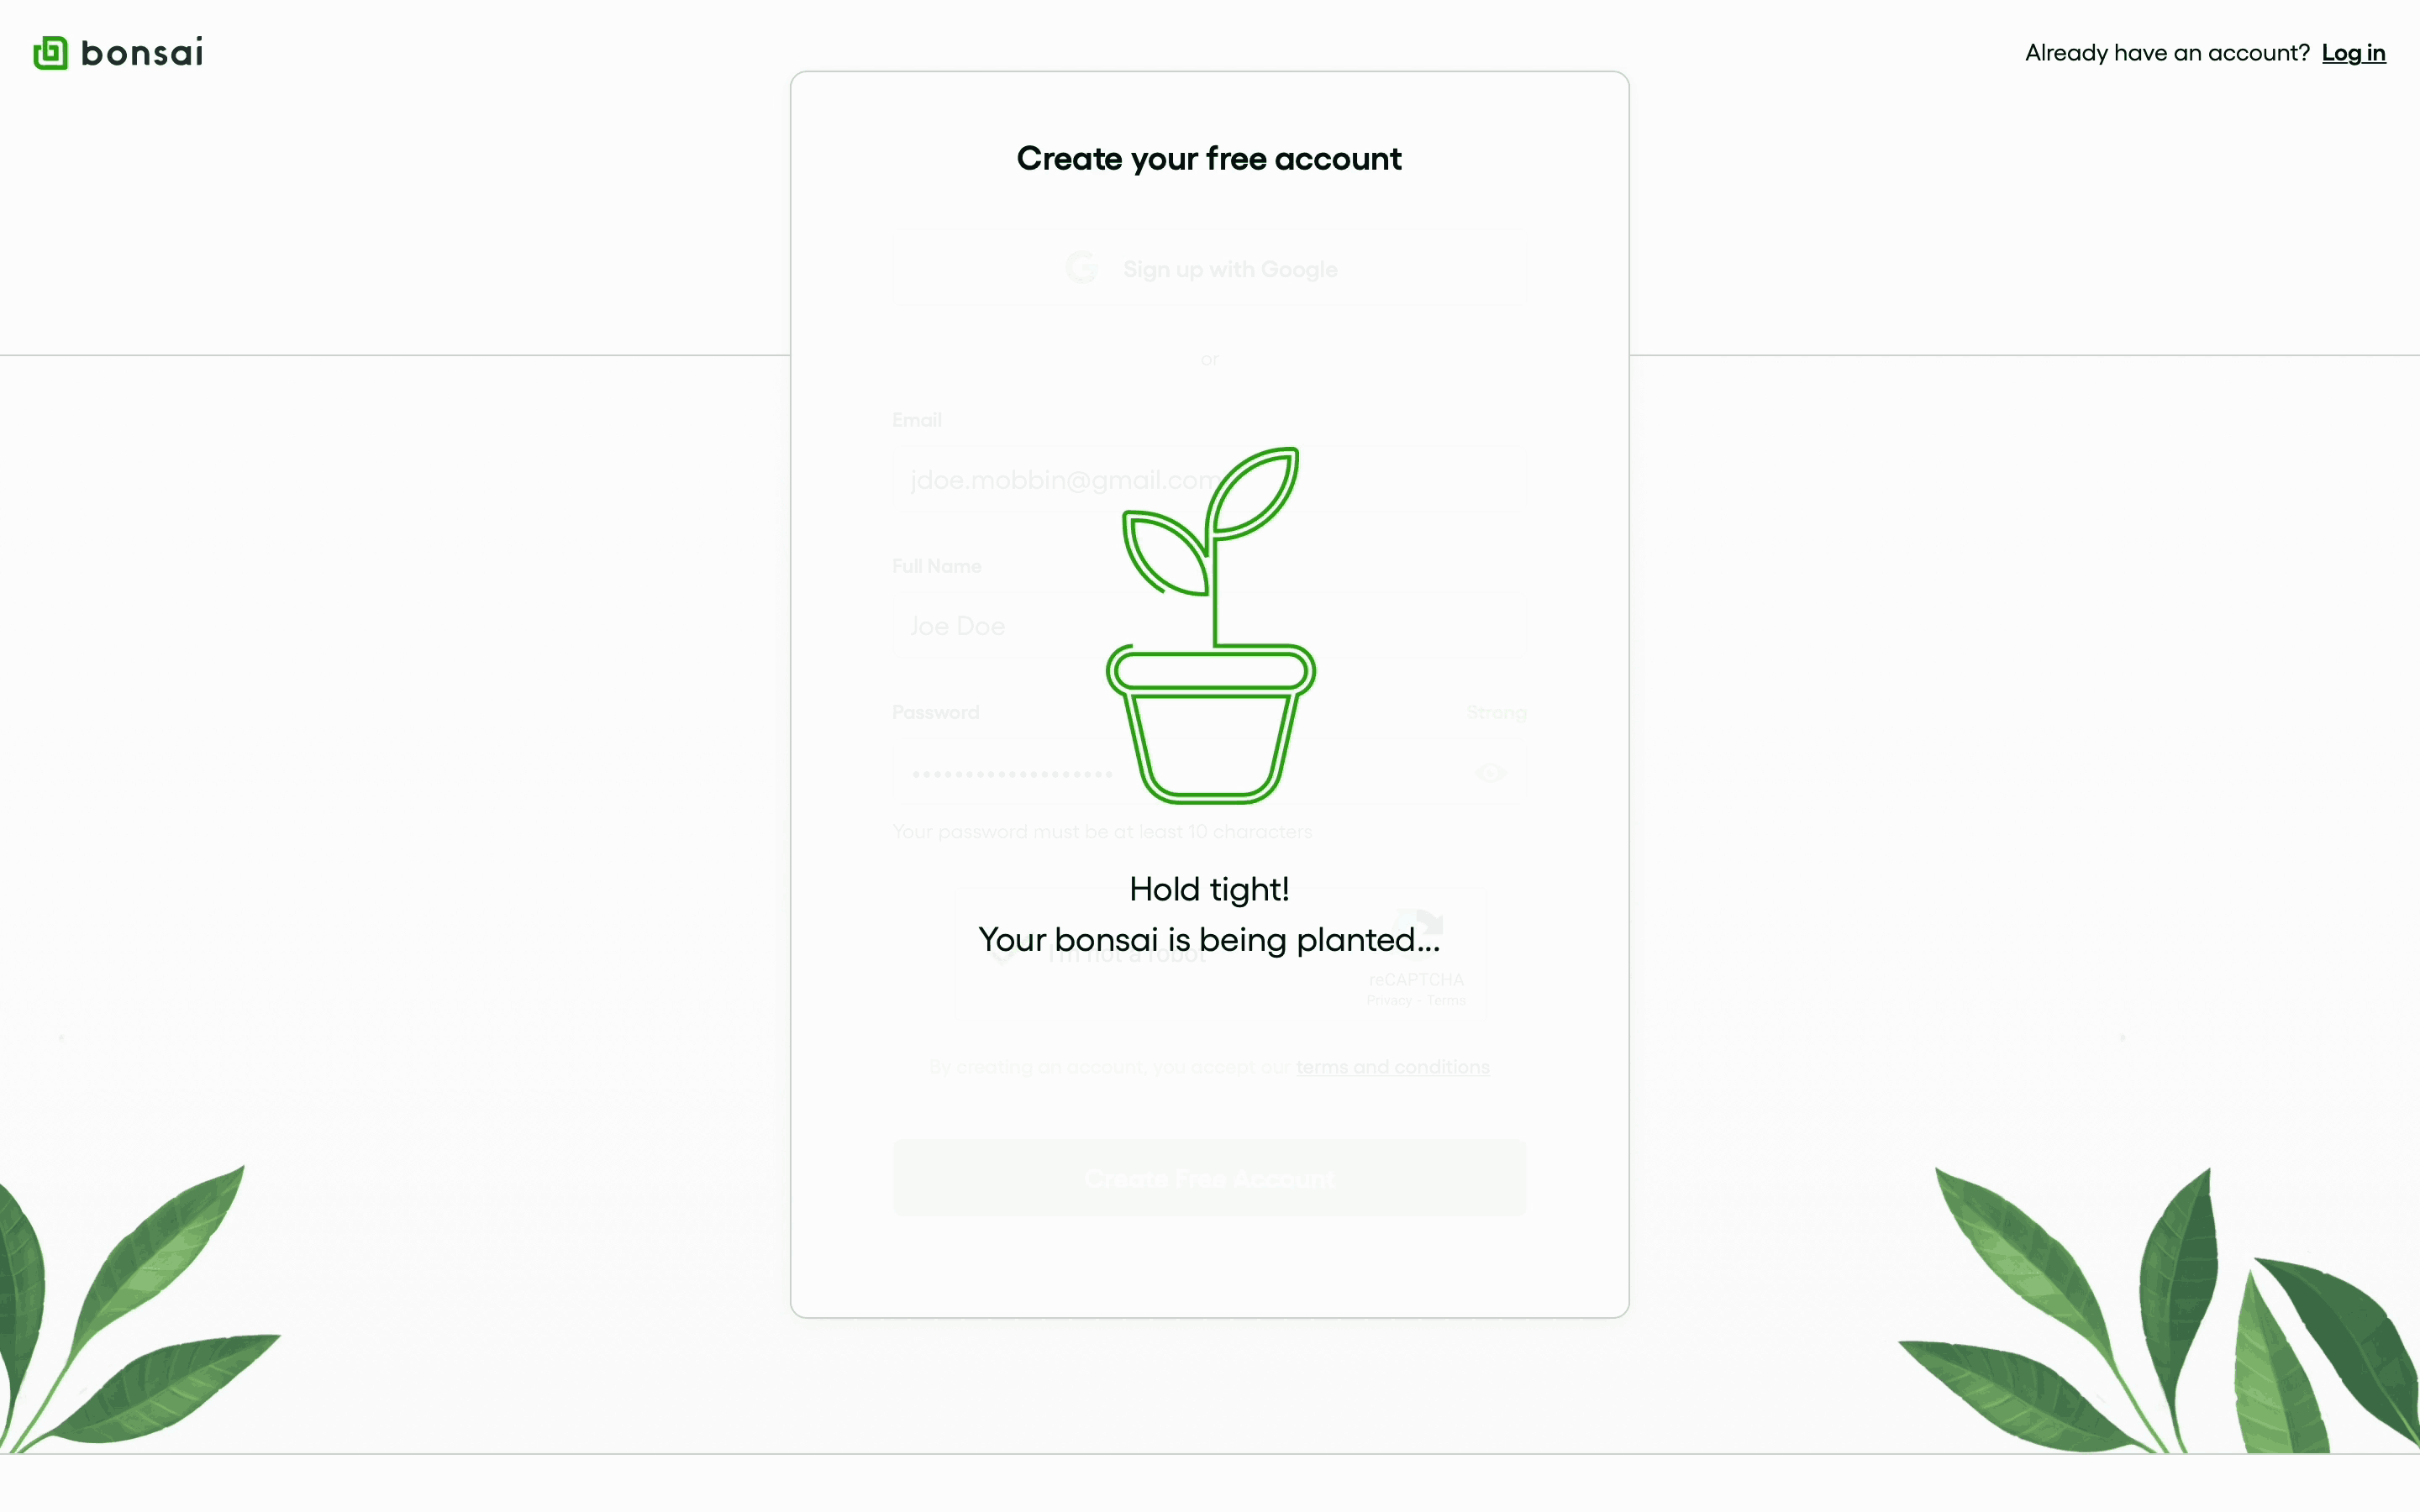 bonsai
Already have an account? Log in
Create your free account
Sign up with Google
or
Email
jdoe.mobbin@gmail.com
Full Name
Joe Doe
Password
Strong
Your password must be at least 10 characters
Hold tight!
Your bonsai is being planted...
I'm not a robot
reCAPTCHA
Privacy - Terms
By creating an account, you accept our terms and conditions
Create Free Account